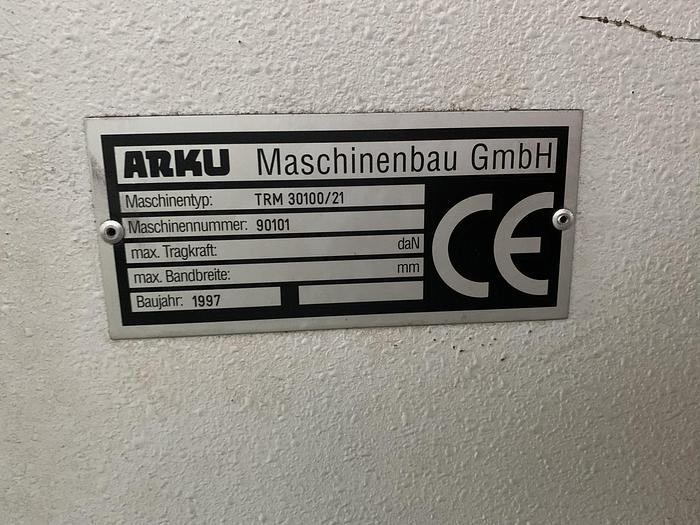 ARKU Maschinenbau GmbH
Maschinentyp: TRM 30100/21
Maschinennummer: 90101
max. Tragkraft: daN
max. Bandbreite: mm
Baujahr: 1997
CE